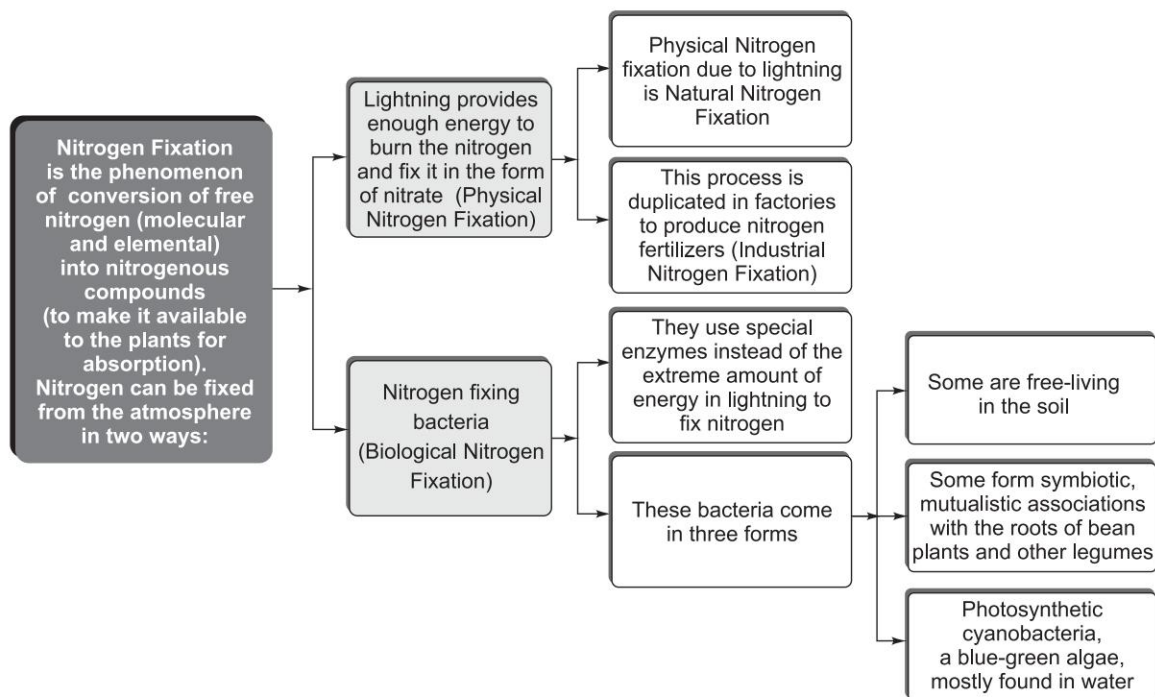 Nitrogen Fixation
is the phenomenon
of conversion of free
nitrogen (molecular
and elemental)
into nitrogenous
compounds
(to make it available
to the plants for
absorption).
Nitrogen can be fixed
from the atmosphere
in two ways:
Lightning provides
enough energy to
burn the nitrogen
and fix it in the form
of nitrate (Physical
Nitrogen Fixation)
Physical Nitrogen
fixation due to lightning
is Natural Nitrogen
Fixation
This process is
duplicated in factories
to produce nitrogen
fertilizers (Industrial
Nitrogen Fixation)
Nitrogen fixing
bacteria
(Biological Nitrogen
Fixation)
They use special
enzymes instead of the
extreme amount of
energy in lightning to
fix nitrogen
These bacteria come
in three forms
Some are free-living
in the soil
Some form symbiotic,
mutualistic associations
with the roots of bean
plants and other legumes
Photosynthetic
cyanobacteria,
a blue-green algae,
mostly found in water